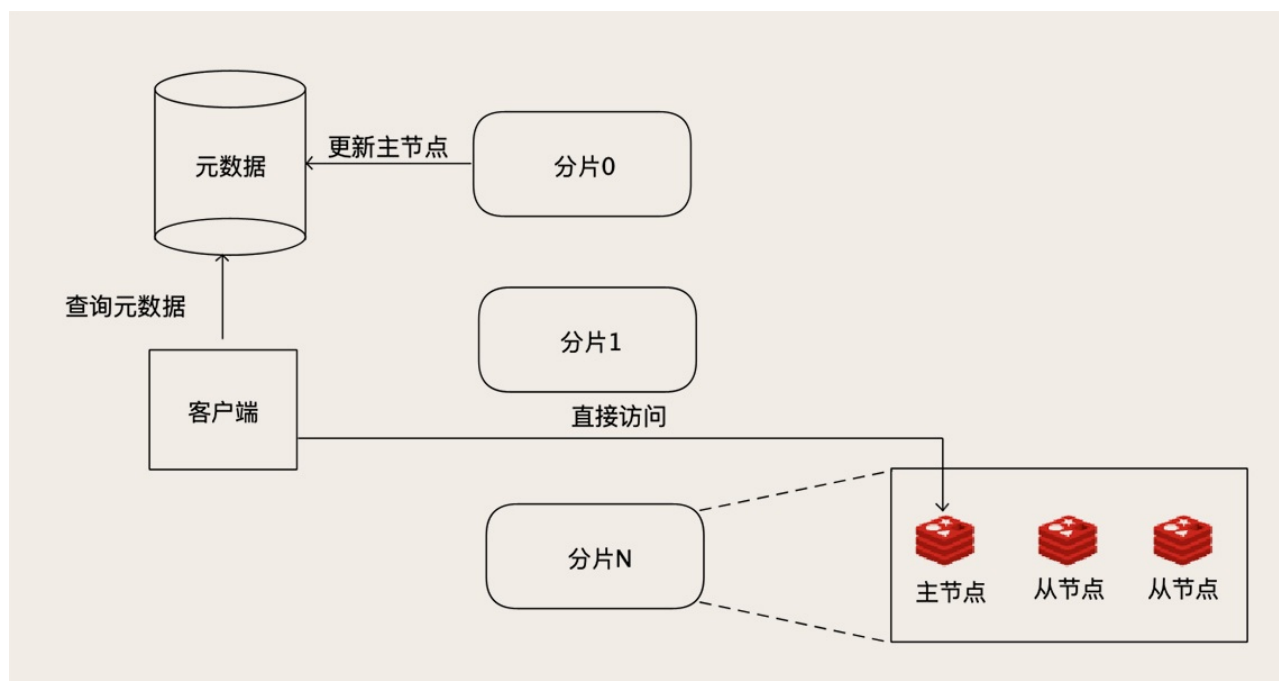 元数据
更新主节点
分片0
查询元数据
分片1
客户端
直接访问
分片N
主节点
从节点
从节点